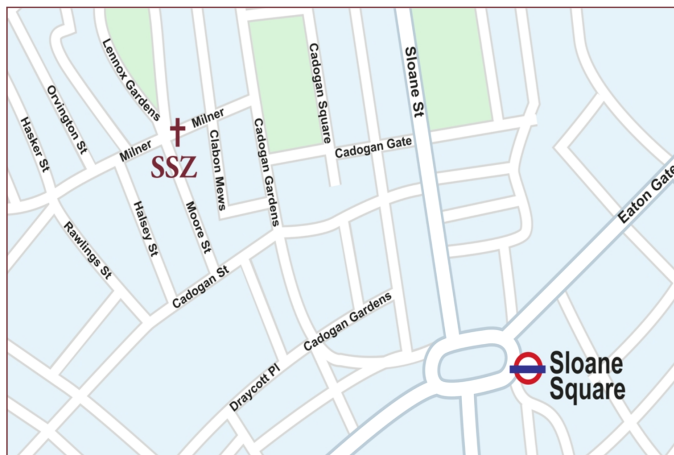 Lennox Gardens
Orvington St
Hasker St
Milner
Milner
SSZ
Clabon Mews
Cadogan Gardens
Cadogan Square
Sloane St
Cadogan Gate
Eaton Gate
Halsey St
Moore St
Rawlings St
Cadogan St
Cadogan Gardens
Draycott Pl
Sloane
Square